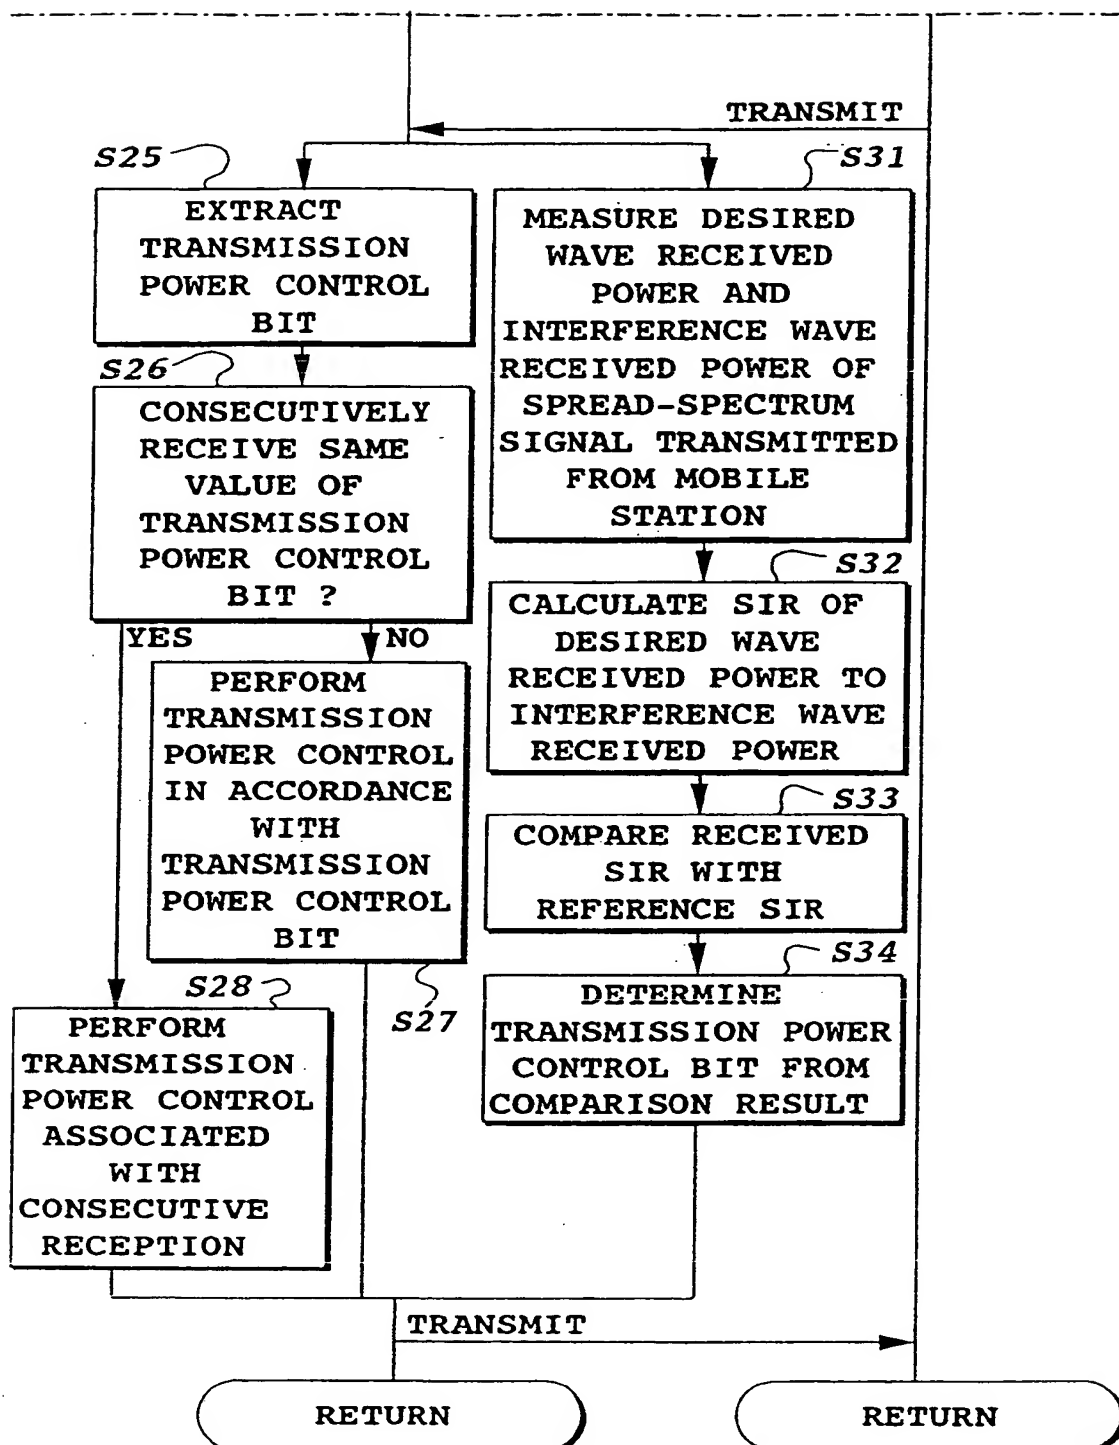 TRANSMIT
S25
EXTRACT
TRANSMISSION
POWER CONTROL
BIT
S26
CONSECUTIVELY
RECEIVE SAME
VALUE OF
TRANSMISSION
POWER CONTROL
BIT ?
YES
NO
PERFORM
TRANSMISSION
POWER CONTROL
IN ACCORDANCE
WITH
TRANSMISSION
POWER CONTROL
BIT
S27
S28
PERFORM
TRANSMISSION
POWER CONTROL
ASSOCIATED
WITH
CONSECUTIVE
RECEPTION
S31
MEASURE DESIRED
WAVE RECEIVED
POWER AND
INTERFERENCE WAVE
RECEIVED POWER OF
SPREAD-SPECTRUM
SIGNAL TRANSMITTED
FROM MOBILE
STATION
S32
CALCULATE SIR OF
DESIRED WAVE
RECEIVED POWER TO
INTERFERENCE WAVE
RECEIVED POWER
S33
COMPARE RECEIVED
SIR WITH
REFERENCE SIR
S34
DETERMINE
TRANSMISSION POWER
CONTROL BIT FROM
COMPARISON RESULT
TRANSMIT
RETURN
RETURN